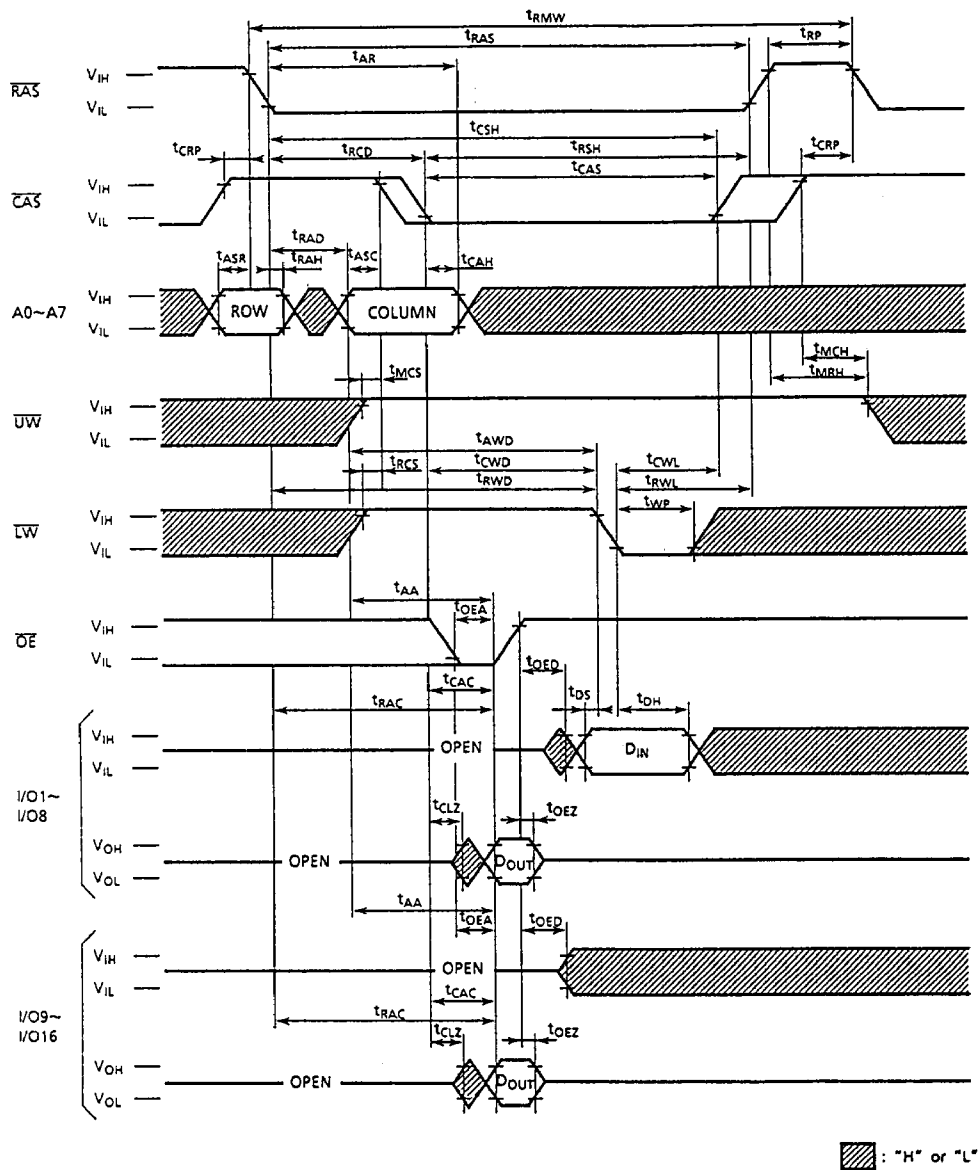 tRMW
tRAS
tRP
tAR
RAS
VIH
VIL
tCSH
tCRP
tRCD
tRSH
tCRP
tCAS
CAS
VIH
VIL
tRAD
tASR
tRAH
tASC
tCAH
A0~A7
VIH
VIL
ROW
COLUMN
tMCS
tMCH
tMRH
UW
VIH
VIL
tAWD
tRCS
tCWD
tCWL
tRWD
tRWL
tWP
LW
VIH
VIL
tAA
tOEA
OE
VIH
VIL
tOED
tCAC
tDS
tDH
tRAC
I/O1~
I/O8
VIH
VIL
OPEN
DIN
tCLZ
tOEZ
VOH
VOL
OPEN
DOUT
tAA
tOEA
tOED
I/O9~
I/O16
VIH
VIL
OPEN
tCAC
tRAC
tCLZ
tOEZ
VOH
VOL
OPEN
DOUT
: "H" or "L"